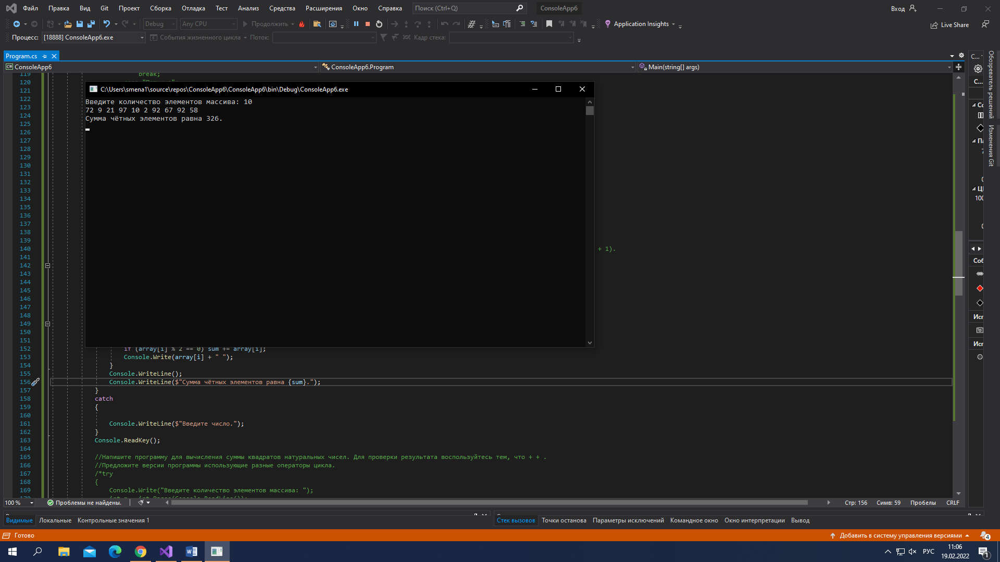 Файл Правка Вид Git Проект Сборка Отладка Тест Анализ Средства Расширения Окно Справка Поиск (Ctrl+Q) ConsoleApp6 Вход
Debug Any CPU Продолжить Application Insights Live Share
Процесс: [18888] ConsoleApp6.exe События жизненного цикла Поток: Кадр стека:
Program.cs
ConsoleApp6 ConsoleApp6.Program Main(string[] args)
119 break;
120
C:\Users\smena1\source\repos\ConsoleApp6\ConsoleApp6\bin\Debug\ConsoleApp6.exe
Введите количество элементов массива: 10
72 9 21 97 10 2 92 67 92 58
Сумма чётных элементов равна 326.
121
122
123
124
125
126
127
128
129
130
131
132
133
134
135
136
137
138
139
140 + 1).
141
142
143
144
145
146
147
148
149
150
151
152 if (array[i] % 2 == 0) sum += array[i];
153 Console.Write(array[i] + " ");
154 }
155 Console.WriteLine();
156 Console.WriteLine($"Сумма чётных элементов равна {sum}.");
157 }
158 catch
159 {
160
161 Console.WriteLine($"Введите число.");
162 }
163 Console.ReadKey();
164
165 //Напишите программу для вычисления суммы квадратов натуральных чисел. Для проверки результата воспользуйтесь тем, что + + .
166 //Предложите версии программы использующие разные операторы цикла.
167 /*try
168 {
169 Console.Write("Введите количество элементов массива: ");
Обозреватель решений
Изменения Git
100 % Проблемы не найдены. Стр: 156 Симв: 59 Пробелы CRLF
Видимые Локальные Контрольные значения 1 Стек вызовов Точки останова Параметры исключений Командное окно Окно интерпретации Вывод
Готово Добавить в систему управления версиями 4
РУС 11:06
19.02.2022 1